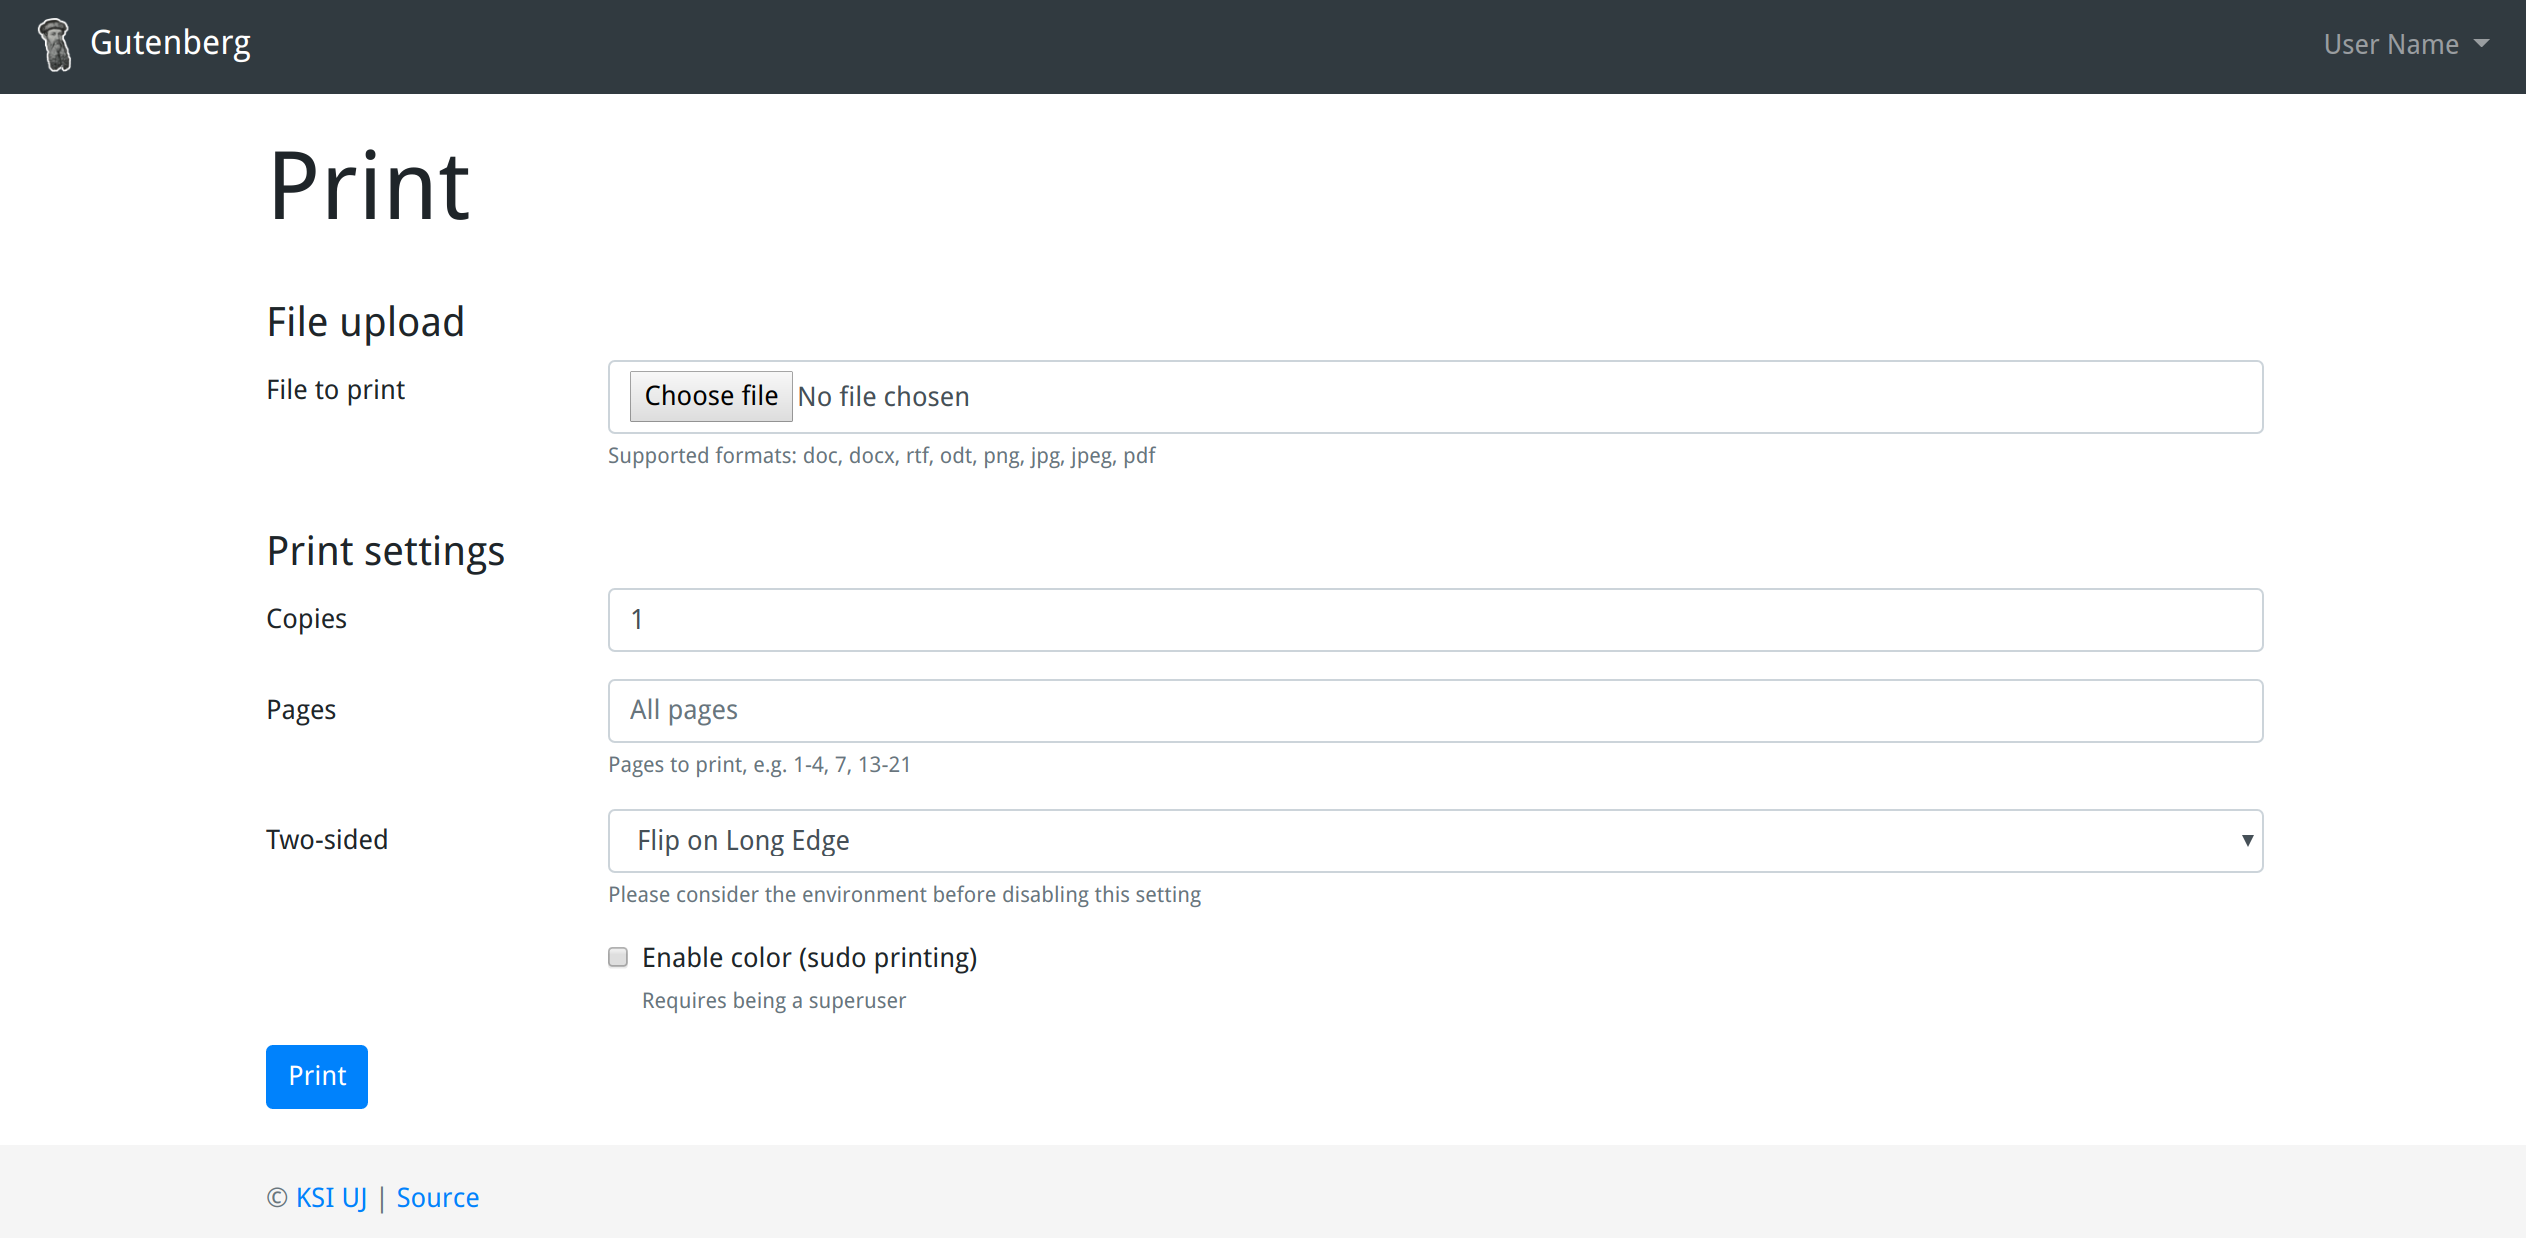 Gutenberg
User Name
Print
File upload
File to print
Choose file No file chosen
Supported formats: doc, docx, rtf, odt, png, jpg, jpeg, pdf
Print settings
Copies
1
Pages
All pages
Pages to print, e.g. 1-4, 7, 13-21
Two-sided
Flip on Long Edge
Please consider the environment before disabling this setting
Enable color (sudo printing)
Requires being a superuser
Print
© KSI UJ | Source